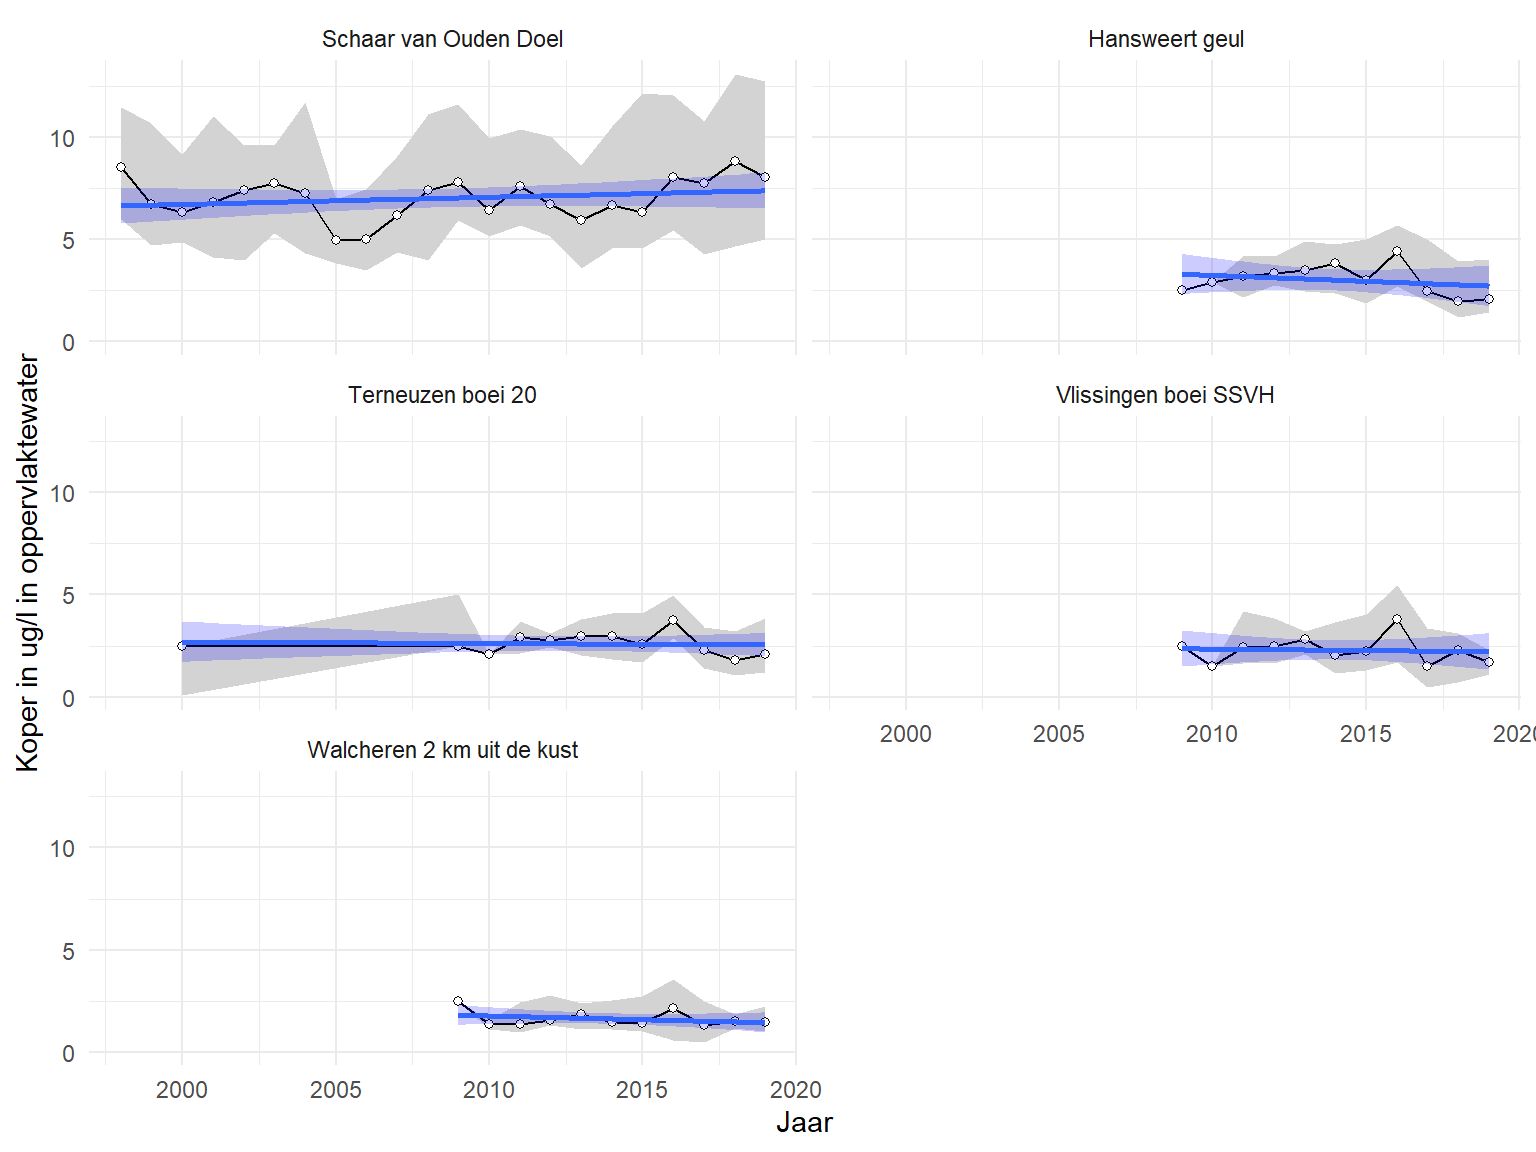 Schaar van Ouden Doel
Hansweert geul
10
5
0
Terneuzen boei 20
Vlissingen boei SSVH
10
5
0
2000 2005 2010 2015 2020
Walcheren 2 km uit de kust
10
5
0
2000 2005 2010 2015 2020
Jaar
Koper in ug/l in oppervlaktewater